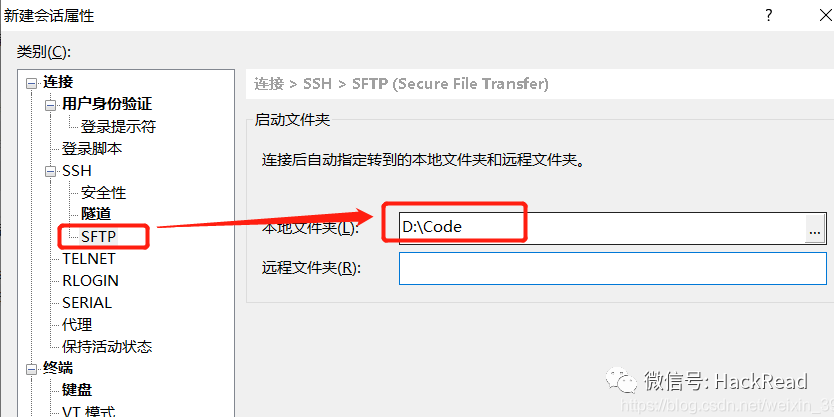 新建会话属性
?
类别(C):
连接
用户身份验证
登录提示符
登录脚本
SSH
安全性
隧道
SFTP
TELNET
RLOGIN
SERIAL
代理
保持活动状态
终端
键盘
VT 模式
连接 > SSH > SFTP (Secure File Transfer)
启动文件夹
连接后自动指定转到的本地文件夹和远程文件夹。
本地文件夹(L):
D:\Code
...
远程文件夹(R):
微信号: HackRead
https://blog.csdn.net/weixin_39